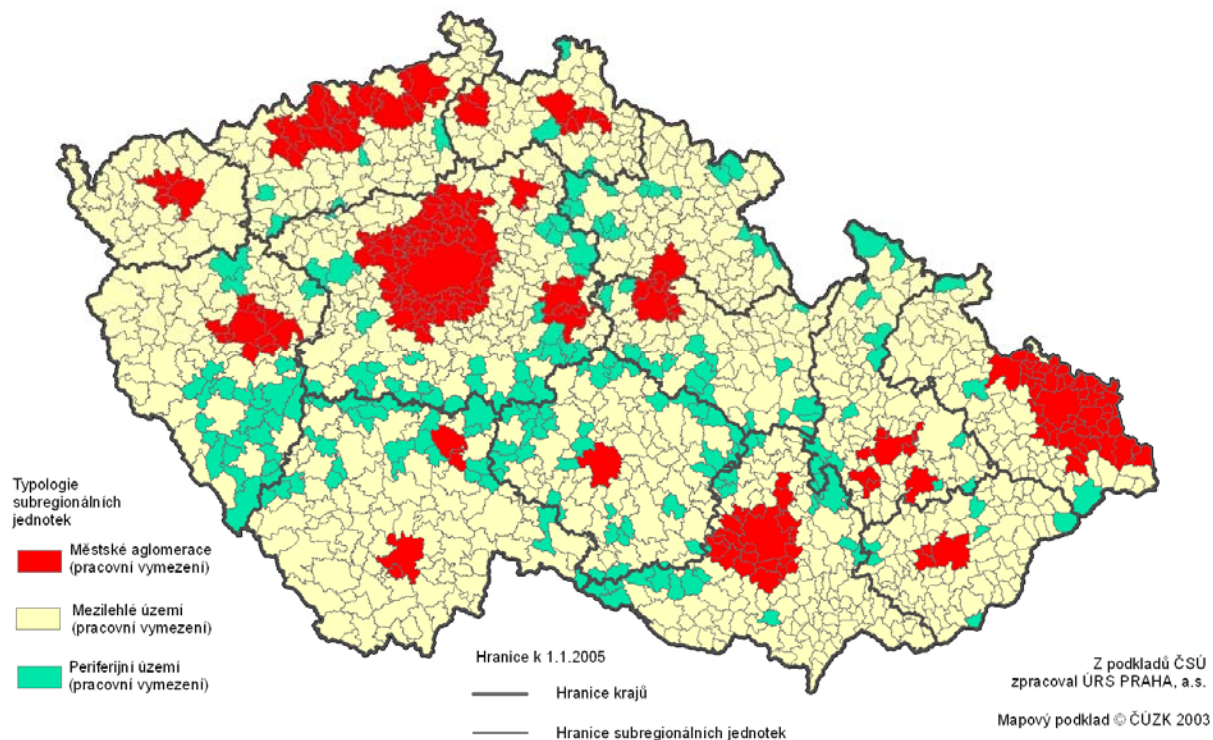 Typologie
subregionálních
jednotek
Městské aglomerace
(pracovní vymezení)
Mezilehlé území
(pracovní vymezení)
Periferijní území
(pracovní vymezení)
Hranice k 1.1.2005
Hranice krajů
Hranice subregionálních jednotek
Z podkladů ČSÚ
zpracoval ÚRS PRAHA, a.s.
Mapový podklad © ČÚZK 2003